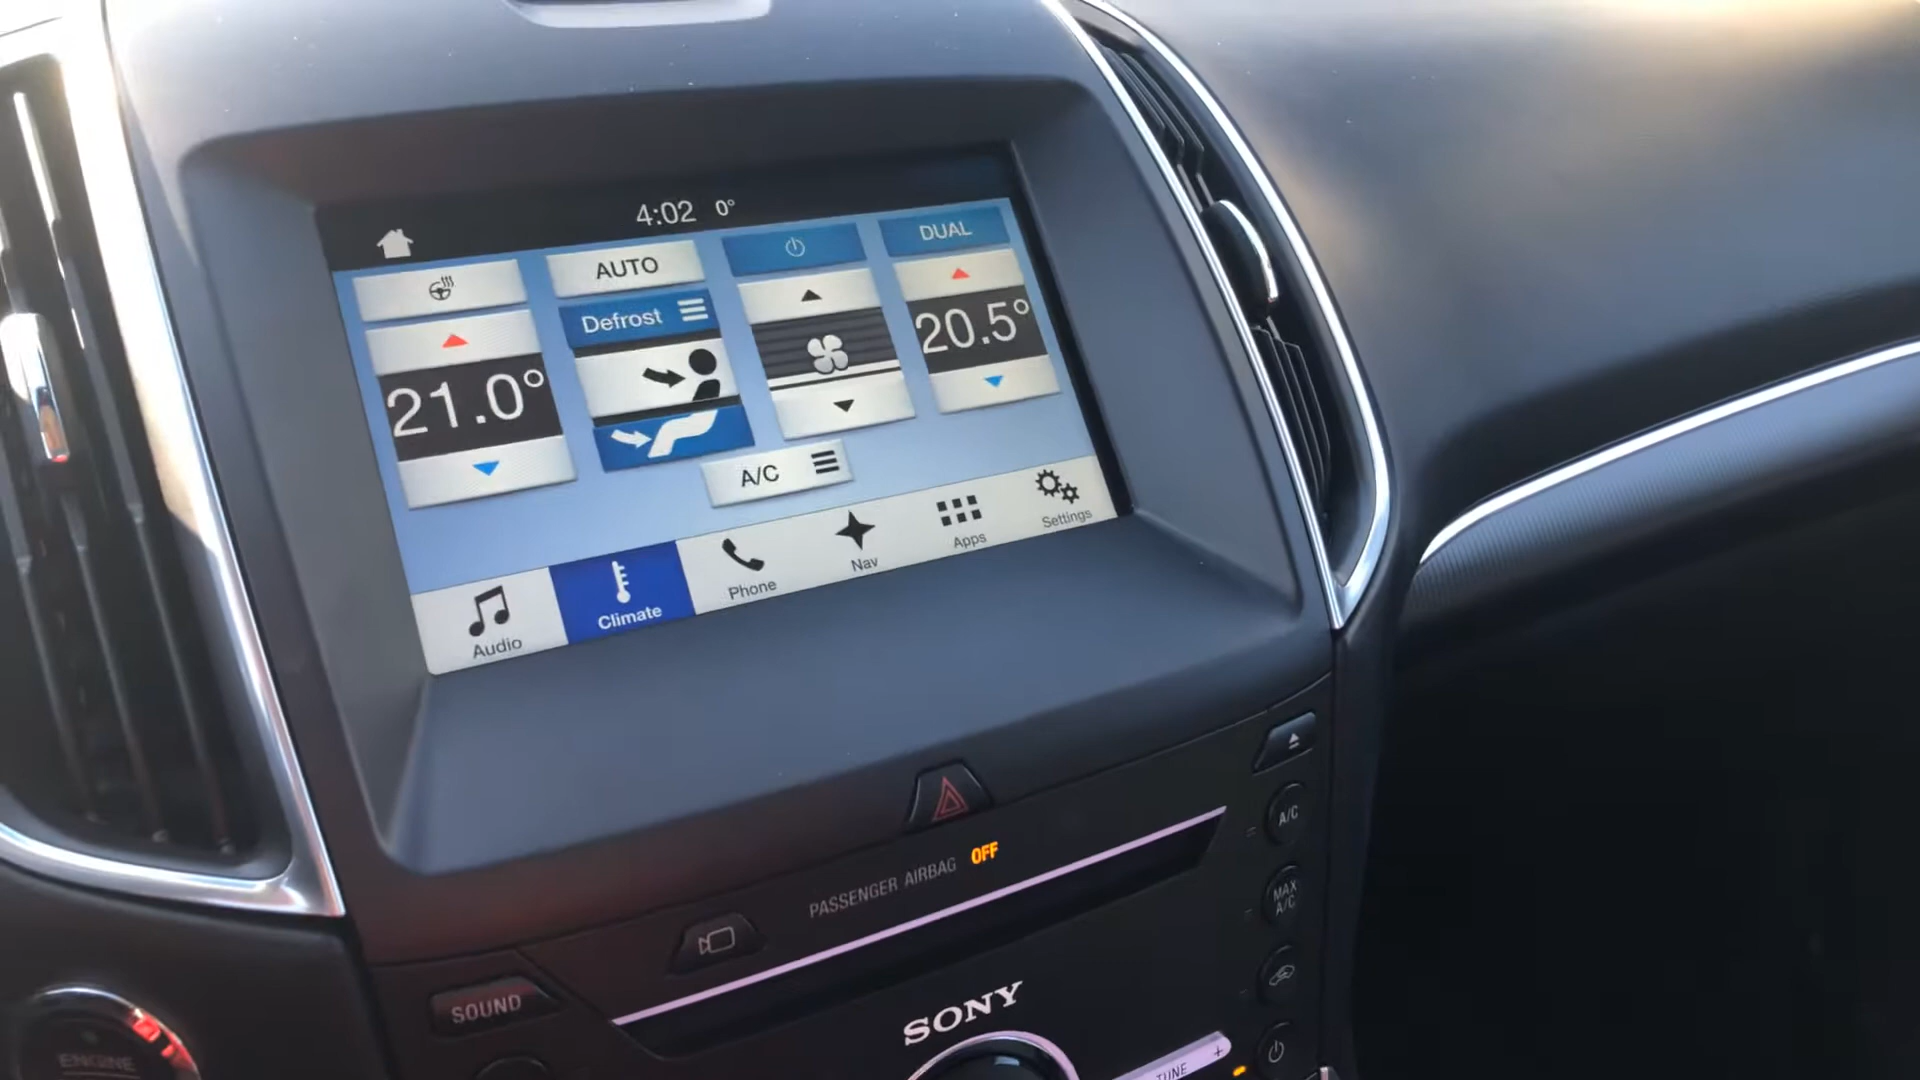 4:02 0°
AUTO
DUAL
Defrost
21.0°
20.5°
A/C
Audio
Climate
Phone
Nav
Apps
Settings
PASSENGER AIRBAG OFF
A/C
MAX
A/C
SOUND
SONY
ENGINE
TUNE +